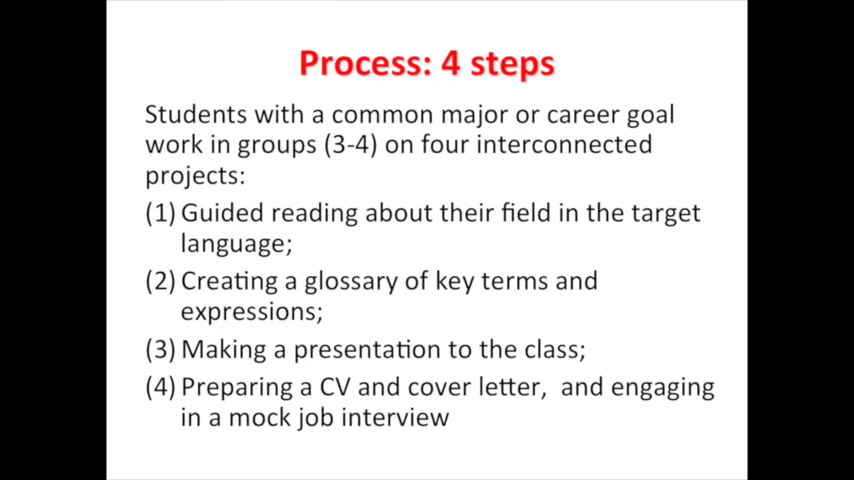 Process: 4 steps
Students with a common major or career goal
work in groups (3-4) on four interconnected
projects:
(1) Guided reading about their field in the target
language;
(2) Creating a glossary of key terms and
expressions;
(3) Making a presentation to the class;
(4) Preparing a CV and cover letter,  and engaging
in a mock job interview